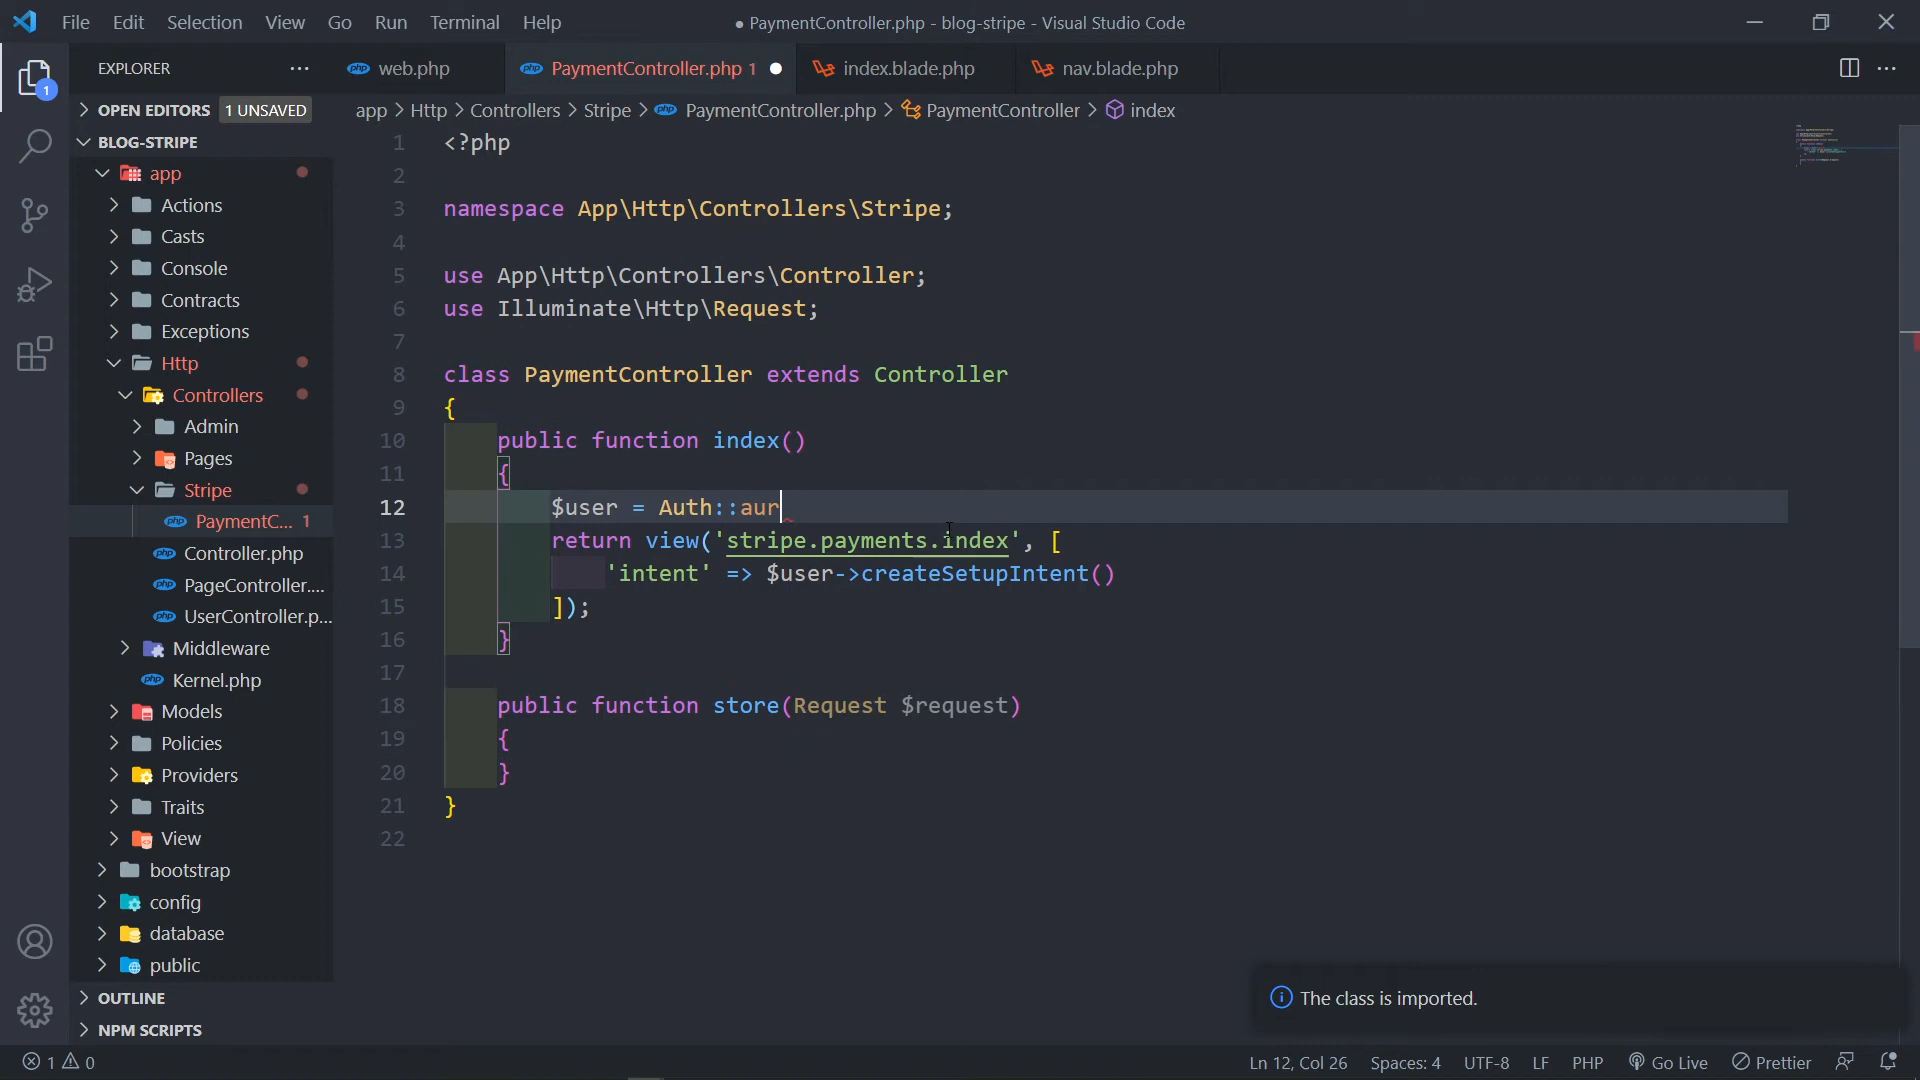 File Edit Selection View Go Run Terminal Help
● PaymentController.php - blog-stripe - Visual Studio Code
EXPLORER
web.php
PaymentController.php 1
index.blade.php
nav.blade.php
OPEN EDITORS 1 UNSAVED
app > Http > Controllers > Stripe > PaymentController.php > PaymentController > index
BLOG-STRIPE
app
Actions
Casts
Console
Contracts
Exceptions
Http
Controllers
Admin
Pages
Stripe
PaymentC... 1
Controller.php
PageController....
UserController.p...
Middleware
Kernel.php
Models
Policies
Providers
Traits
View
bootstrap
config
database
public
OUTLINE
NPM SCRIPTS
1 <?php
2
3 namespace App\Http\Controllers\Stripe;
4
5 use App\Http\Controllers\Controller;
6 use Illuminate\Http\Request;
7
8 class PaymentController extends Controller
9 {
10 public function index()
11 {
12 $user = Auth::aur
13 return view('stripe.payments.index', [
14 'intent' => $user->createSetupIntent()
15 ]);
16 }
17
18 public function store(Request $request)
19 {
20 }
21 }
22
The class is imported.
1 0
Ln 12, Col 26 Spaces: 4 UTF-8 LF PHP Go Live Prettier